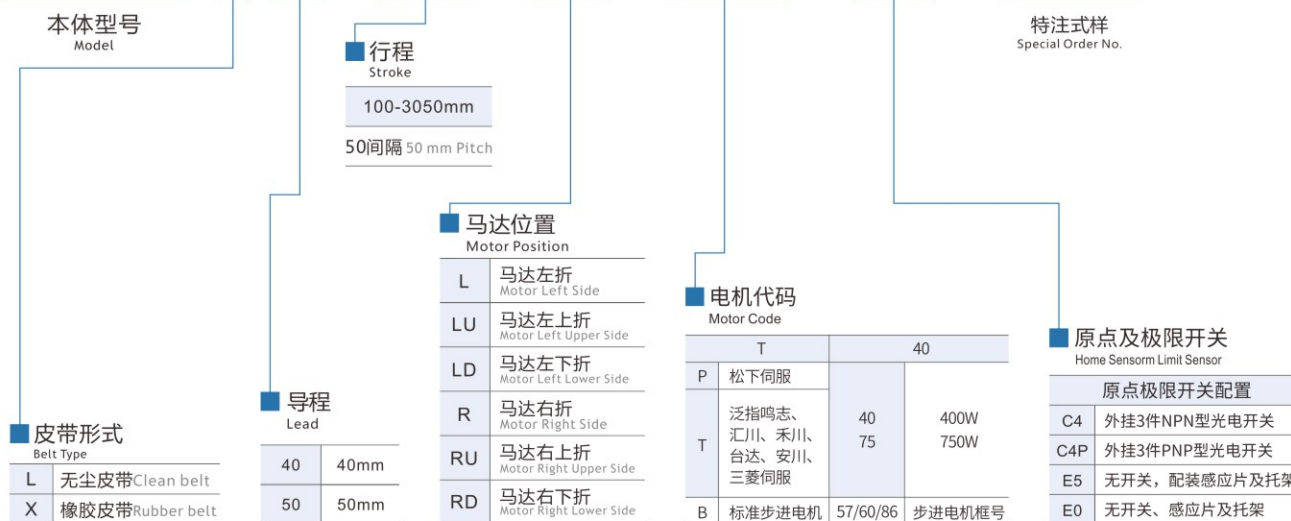 本体型号
Model
特注式样
Special Order No.
行程
Stroke
100-3050mm
50间隔 50 mm Pitch
马达位置
Motor Position
L 马达左折
Motor Left Side
LU 马达左上折
Motor Left Upper Side
LD 马达左下折
Motor Left Lower Side
R 马达右折
Motor Right Side
RU 马达右上折
Motor Right Upper Side
RD 马达右下折
Motor Right Lower Side
电机代码
Motor Code
T 40
P 松下伺服
T 泛指鸣志、
汇川、禾川、
台达、安川、
三菱伺服
40 400W
75 750W
B 标准步进电机 57/60/86 步进电机框号
原点及极限开关
Home Sensorm Limit Sensor
原点极限开关配置
C4 外挂3件NPN型光电开关
C4P 外挂3件PNP型光电开关
E5 无开关，配装感应片及托架
E0 无开关、感应片及托架
导程
Lead
40 40mm
50 50mm
皮带形式
Belt Type
L 无尘皮带Clean belt
X 橡胶皮带Rubber belt